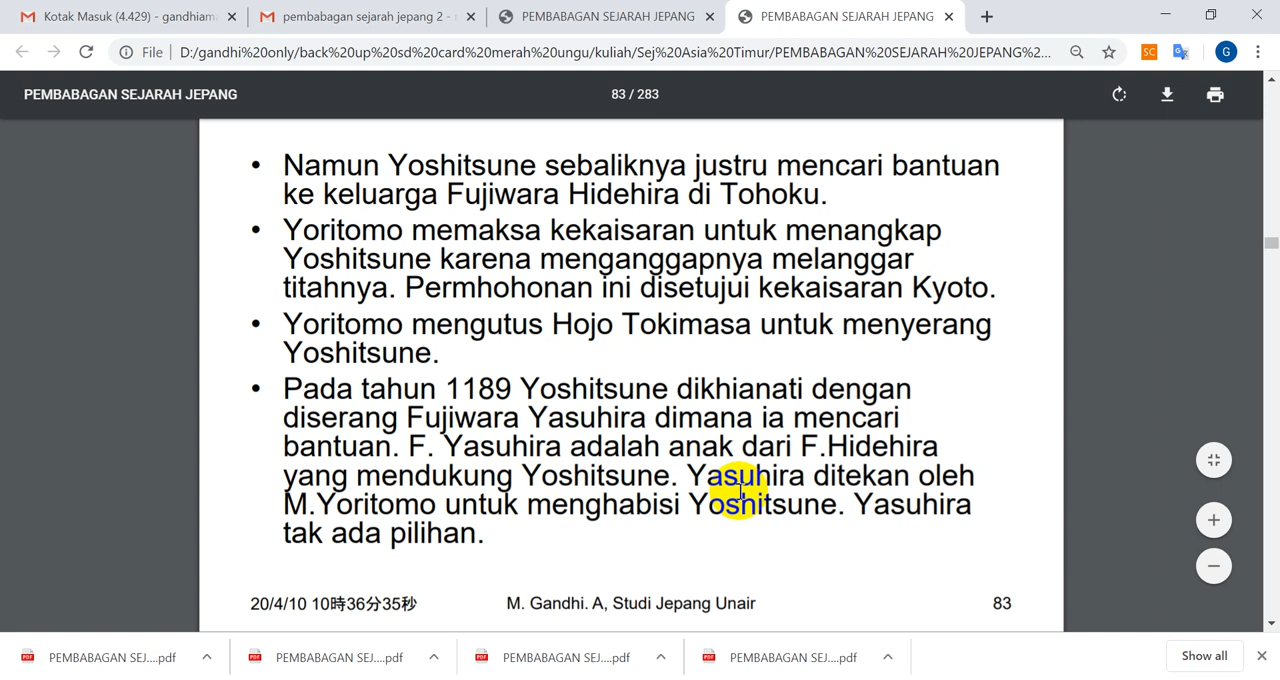 Kotak Masuk (4.429) - gandhiam
pembabagan sejarah jepang 2 -
PEMBABAGAN SEJARAH JEPANG
PEMBABAGAN SEJARAH JEPANG
File
D:/gandhi%20only/back%20up%20sd%20card%20merah%20ungu/kuliah/Sej%20Asia%20Timur/PEMBABAGAN%20SEJARAH%20JEPANG%2...
SC
G
PEMBABAGAN SEJARAH JEPANG
83 / 283
• Namun Yoshitsune sebaliknya justru mencari bantuan
ke keluarga Fujiwara Hidehira di Tohoku.
• Yoritomo memaksa kekaisaran untuk menangkap
Yoshitsune karena menganggapnya melanggar
titahnya. Permhohonan ini disetujui kekaisaran Kyoto.
• Yoritomo mengutus Hojo Tokimasa untuk menyerang
Yoshitsune.
• Pada tahun 1189 Yoshitsune dikhianati dengan
diserang Fujiwara Yasuhira dimana ia mencari
bantuan. F. Yasuhira adalah anak dari F.Hidehira
yang mendukung Yoshitsune. Yasuhira ditekan oleh
M.Yoritomo untuk menghabisi Yoshitsune. Yasuhira
tak ada pilihan.
20/4/10 10時36分35秒
M. Gandhi. A, Studi Jepang Unair
83
PEMBABAGAN SEJ....pdf
PEMBABAGAN SEJ....pdf
PEMBABAGAN SEJ....pdf
PEMBABAGAN SEJ....pdf
Show all